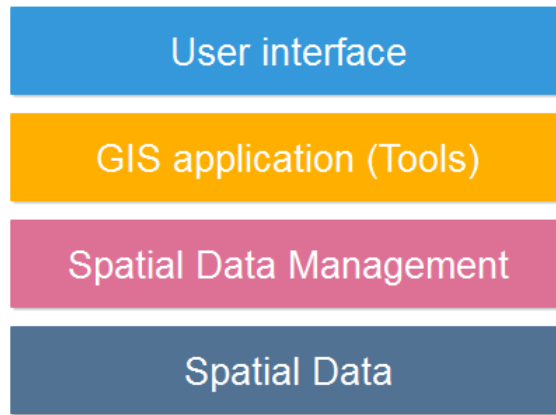 User interface
GIS application (Tools)
Spatial Data Management
Spatial Data